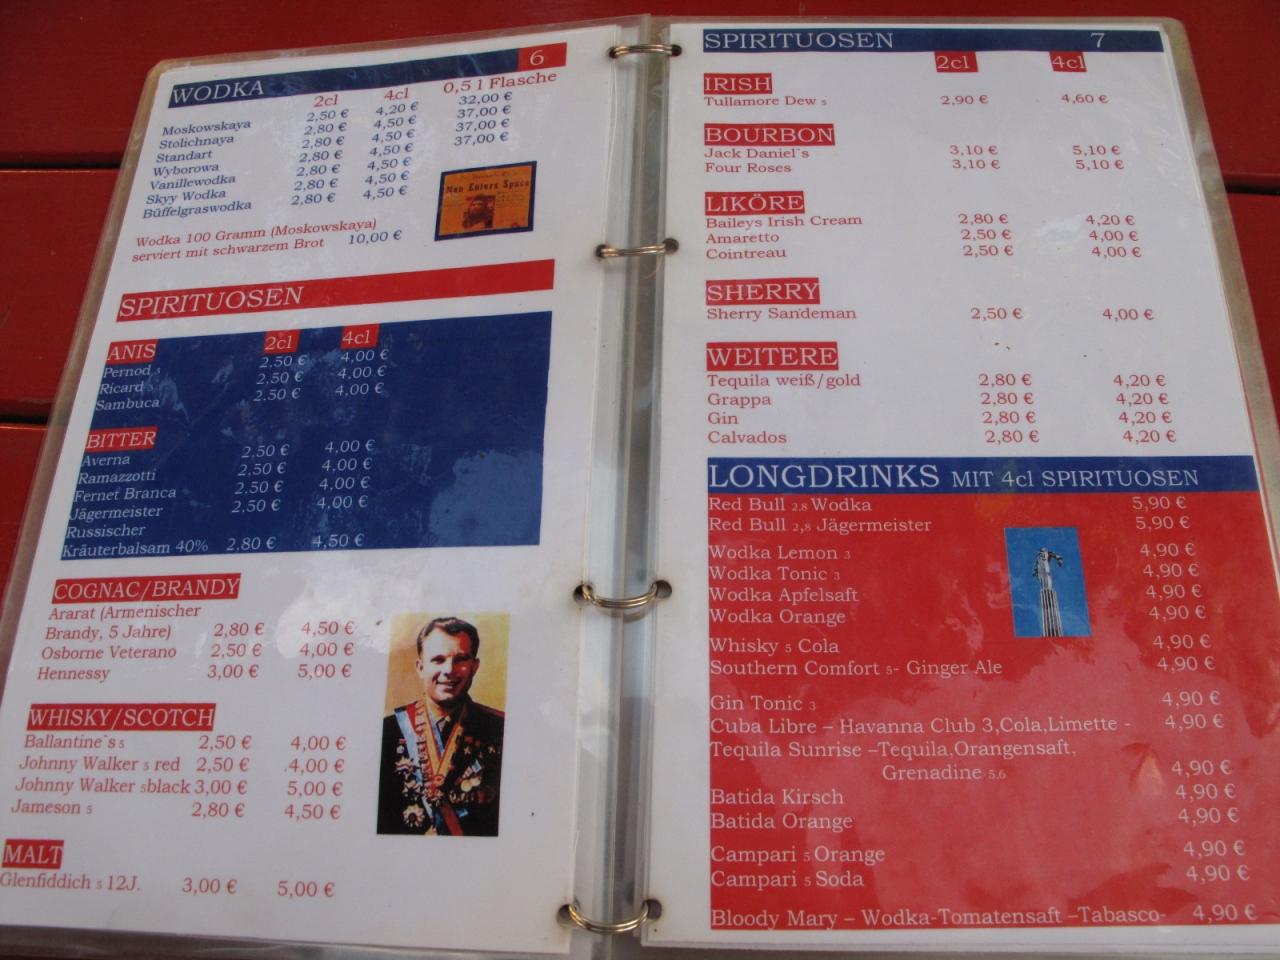 WODKA 6
2cl 4cl 0,5 l Flasche
Moskowskaya 2,50 € 4,20 € 32,00 €
Stolichnaya 2,80 € 4,50 € 37,00 €
Standart 2,80 € 4,50 € 37,00 €
Wyborowa 2,80 € 4,50 € 37,00 €
Vanillewodka 2,80 € 4,50 €
Skyy Wodka 2,80 € 4,50 €
Büffelgraswodka 2,80 € 4,50 €
Man Enters Space
Wodka 100 Gramm (Moskowskaya)
serviert mit schwarzem Brot 10,00 €
SPIRITUOSEN
ANIS 2cl 4cl
Pernod 5 2,50 € 4,00 €
Ricard 5 2,50 € 4,00 €
Sambuca 2,50 € 4,00 €
BITTER
Averna 2,50 € 4,00 €
Ramazzotti 2,50 € 4,00 €
Fernet Branca 2,50 € 4,00 €
Jägermeister 2,50 € 4,00 €
Russischer
Kräuterbalsam 40% 2,80 € 4,50 €
COGNAC/BRANDY
Ararat (Armenischer
Brandy, 5 Jahre) 2,80 € 4,50 €
Osborne Veterano 2,50 € 4,00 €
Hennessy 3,00 € 5,00 €
WHISKY/SCOTCH
Ballantine`s 5 2,50 € 4,00 €
Johnny Walker 5 red 2,50 € 4,00 €
Johnny Walker 5black 3,00 € 5,00 €
Jameson 5 2,80 € 4,50 €
MALT
Glenfiddich 5 12J. 3,00 € 5,00 €
SPIRITUOSEN 7
2cl 4cl
IRISH
Tullamore Dew 5 2,90 € 4,60 €
BOURBON
Jack Daniel`s 3,10 € 5,10 €
Four Roses 3,10 € 5,10 €
LIKÖRE
Baileys Irish Cream 2,80 € 4,20 €
Amaretto 2,50 € 4,00 €
Cointreau 2,50 € 4,00 €
SHERRY
Sherry Sandeman 2,50 € 4,00 €
WEITERE
Tequila weiß/gold 2,80 € 4,20 €
Grappa 2,80 € 4,20 €
Gin 2,80 € 4,20 €
Calvados 2,80 € 4,20 €
LONGDRINKS MIT 4cl SPIRITUOSEN
Red Bull 2,8 Wodka 5,90 €
Red Bull 2,8 Jägermeister 5,90 €
Wodka Lemon 3 4,90 €
Wodka Tonic 3 4,90 €
Wodka Apfelsaft 4,90 €
Wodka Orange 4,90 €
Whisky 5 Cola 4,90 €
Southern Comfort 5- Ginger Ale 4,90 €
Gin Tonic 3 4,90 €
Cuba Libre – Havanna Club 3,Cola,Limette - 4,90 €
Tequila Sunrise –Tequila,Orangensaft,
Grenadine 5,6 4,90 €
Batida Kirsch 4,90 €
Batida Orange 4,90 €
Campari 5 Orange 4,90 €
Campari 5 Soda 4,90 €
Bloody Mary – Wodka-Tomatensaft –Tabasco- 4,90 €